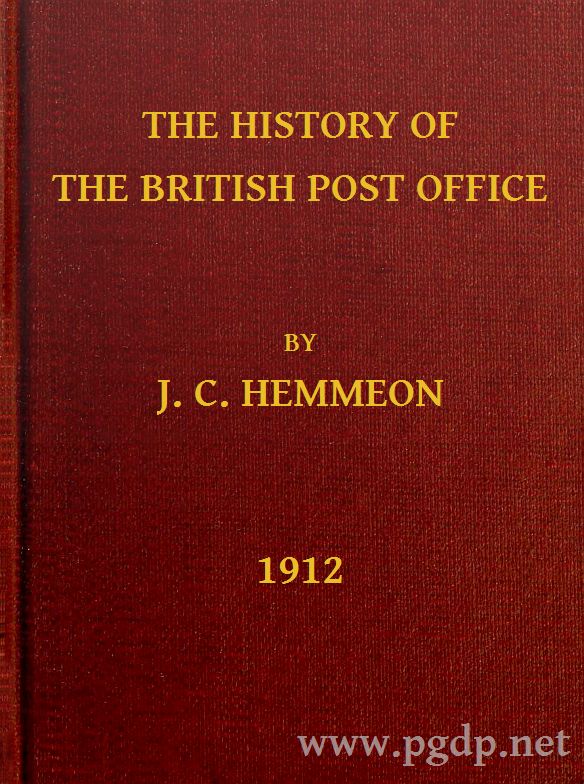 THE HISTORY OF
THE BRITISH POST OFFICE
BY
J. C. HEMMEON
1912
www.pgdp.net